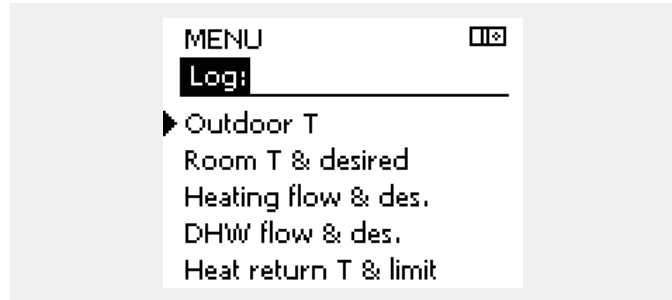 MENU
Log:
Outdoor T
Room T & desired
Heating flow & des.
DHW flow & des.
Heat return T & limit